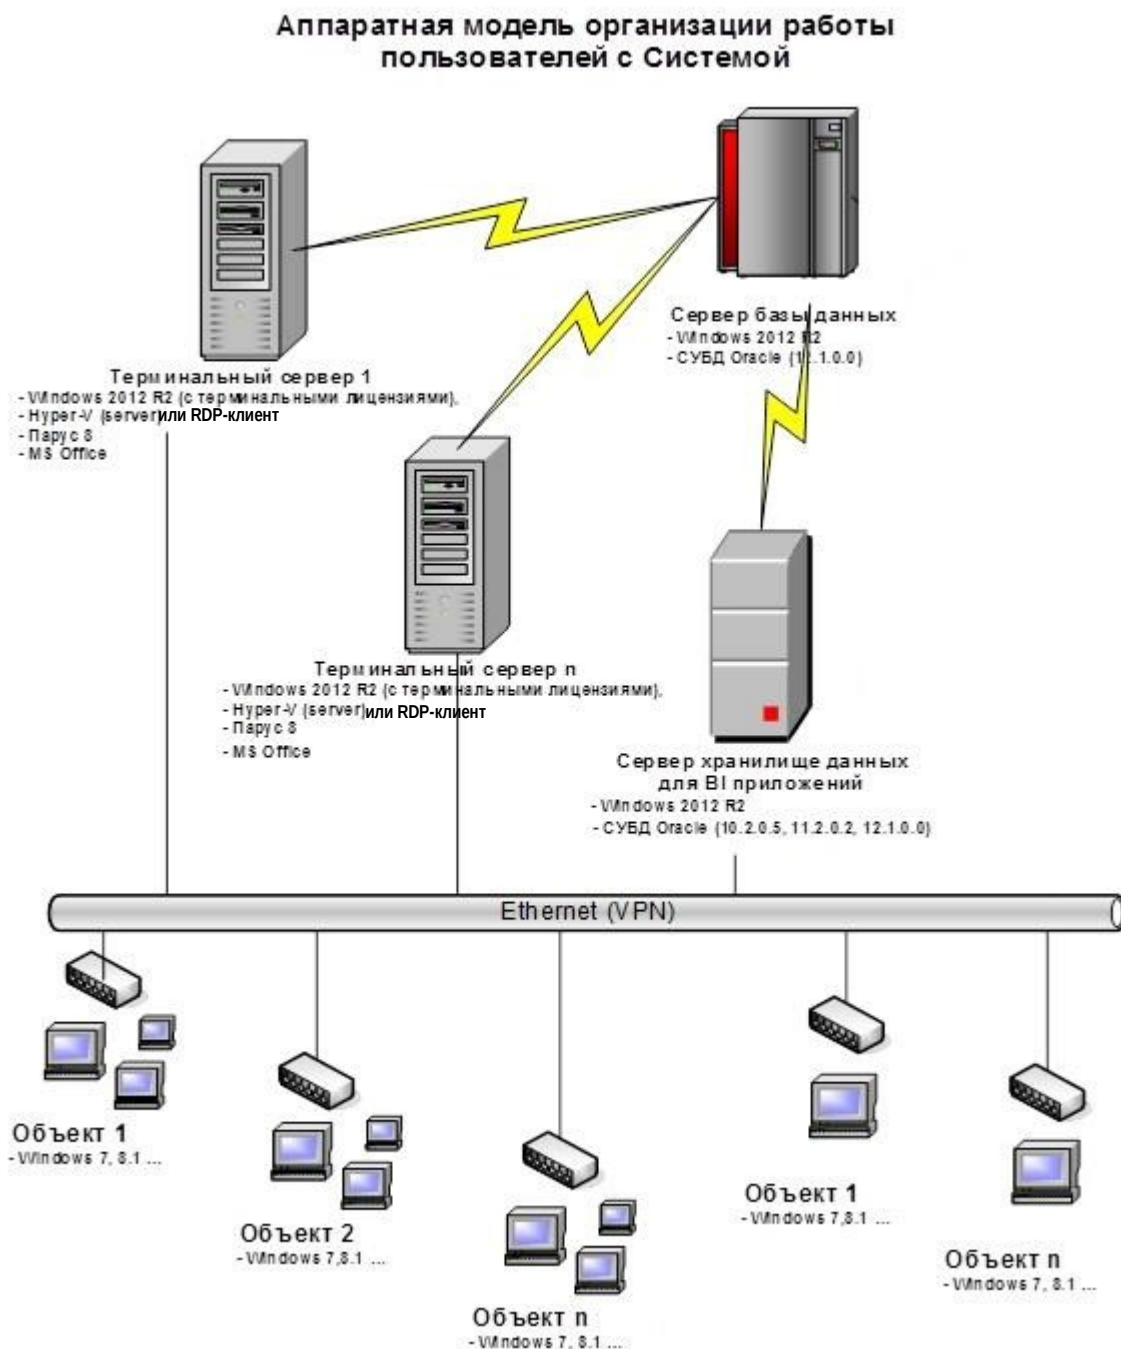 Аппаратная модель организации работы
пользователей с Системой
Сервер базы данных
- Windows 2012 R2
- СУБД Oracle (12.1.0.0)
Терминальный сервер 1
- Windows 2012 R2 (с терминальными лицензиями),
- Hyper-V (server)или RDP-клиент
- Парус 8
- MS Office
Терминальный сервер n
- Windows 2012 R2 (с терминальными лицензиями),
- Hyper-V (server)или RDP-клиент
- Парус 8
- MS Office
Сервер хранилище данных
для BI приложений
- Windows 2012 R2
- СУБД Oracle (10.2.0.5, 11.2.0.2, 12.1.0.0)
Ethernet (VPN)
Объект 1
- Windows 7, 8.1 ...
Объект 2
- Windows 7,8.1 ...
Объект n
- Windows 7, 8.1 ...
Объект 1
- Windows 7,8.1 ...
Объект n
- Windows 7, 8.1 ...